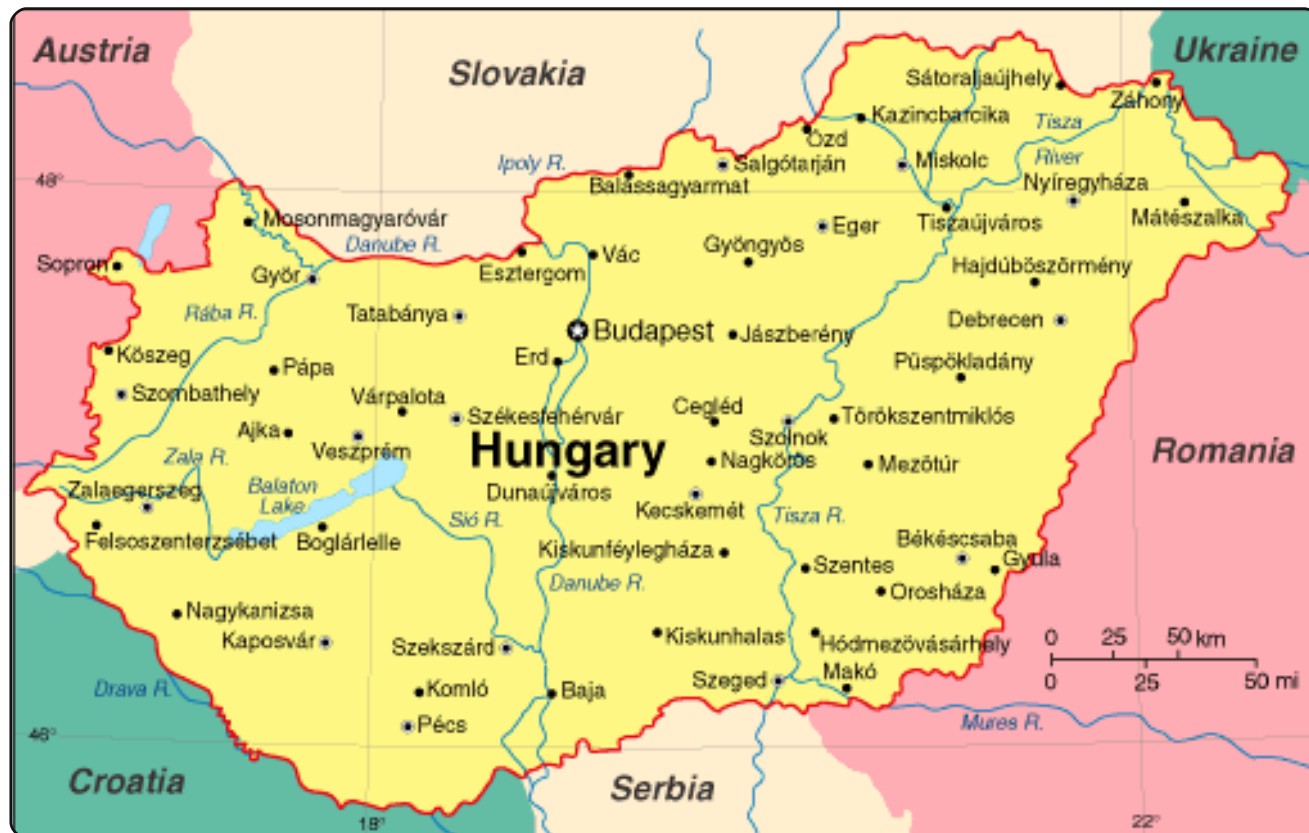 Austria
Slovakia
Ukraine
Sátoraljaújhely
Záhony
Kazincbarcika
Tisza
Ózd
Ipoly R.
Salgótarján
Miskolc
River
48°
Balássagyarmat
Nyíregyháza
Mosonmagyaróvár
Eger
Tiszaújváros
Mátészalka
Danube R.
Vác
Gyöngyös
Sopron
Győr
Esztergom
Hajdúböszörmény
Rába R.
Tatabánya
Budapest
Jászberény
Debrecen
Kőszeg
Pápa
Erd
Püspökladány
Szombathely
Várpalota
Székesfehérvár
Cegléd
Törökszentmiklós
Ajka
Veszprém
Hungary
Szolnok
Romania
Zala R.
Nagkőrös
Mezõtúr
Zalaegerszeg
Balaton
Lake
Dunaújváros
Kecskemét
Sió R.
Tisza R.
Felsoszenterzsébet
Boglárlelle
Kiskunféylegháza
Békéscsaba
Gyula
Szentes
Danube R.
Orosháza
Nagykanizsa
Kaposvár
Szekszárd
Kiskunhalas
Hódmezövásárhely
0 25 50 km
0 25 50 mi
Drava R.
Komló
Baja
Szeged
Makó
Pécs
Mures R.
46°
Croatia
Serbia
18°
22°